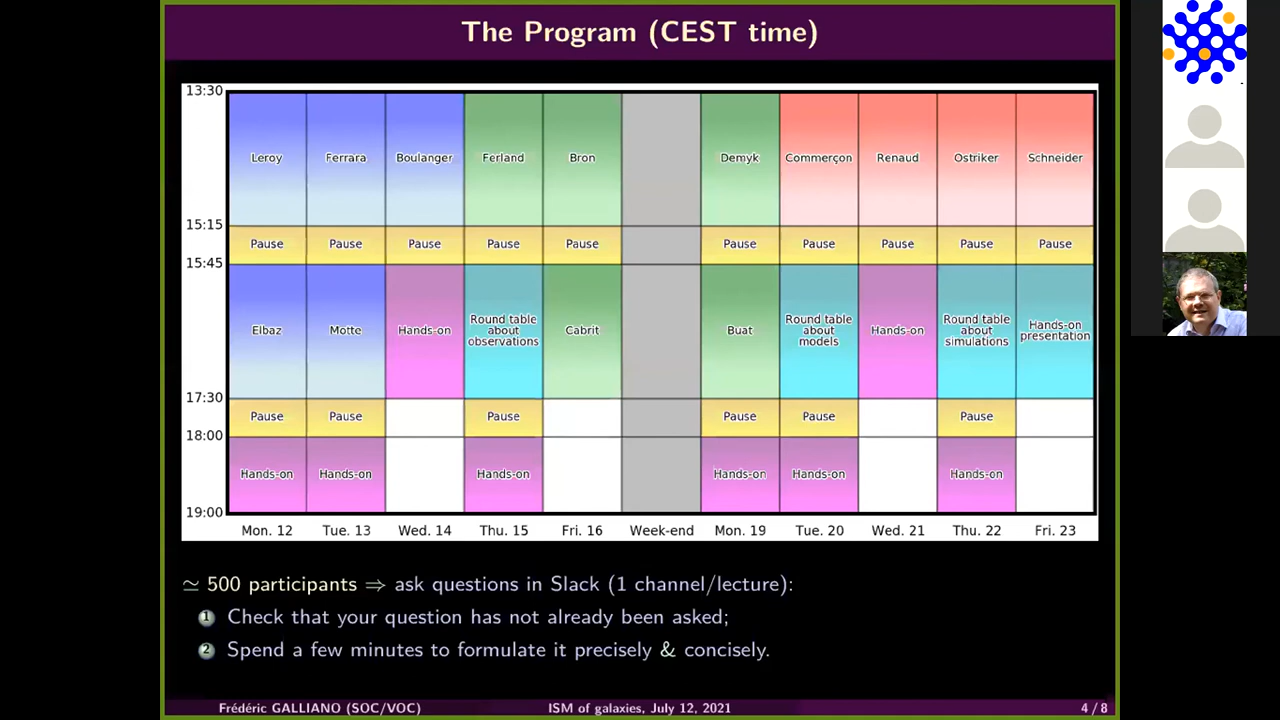 The Program (CEST time)
13:30
Leroy Ferrara Boulanger Ferland Bron Demyk Commerçon Renaud Ostriker Schneider
15:15
Pause Pause Pause Pause Pause Pause Pause Pause Pause Pause
15:45
Elbaz Motte Hands-on Round table about observations Cabrit Buat Round table about models Hands-on Round table about simulations Hands-on presentation
17:30
Pause Pause Pause Pause Pause Pause
18:00
Hands-on Hands-on Hands-on Hands-on Hands-on Hands-on
19:00
Mon. 12 Tue. 13 Wed. 14 Thu. 15 Fri. 16 Week-end Mon. 19 Tue. 20 Wed. 21 Thu. 22 Fri. 23
≃ 500 participants ⇒ ask questions in Slack (1 channel/lecture):
1 Check that your question has not already been asked;
2 Spend a few minutes to formulate it precisely & concisely.
Frédéric GALLIANO (SOC/VOC) ISM of galaxies, July 12, 2021 4 / 8